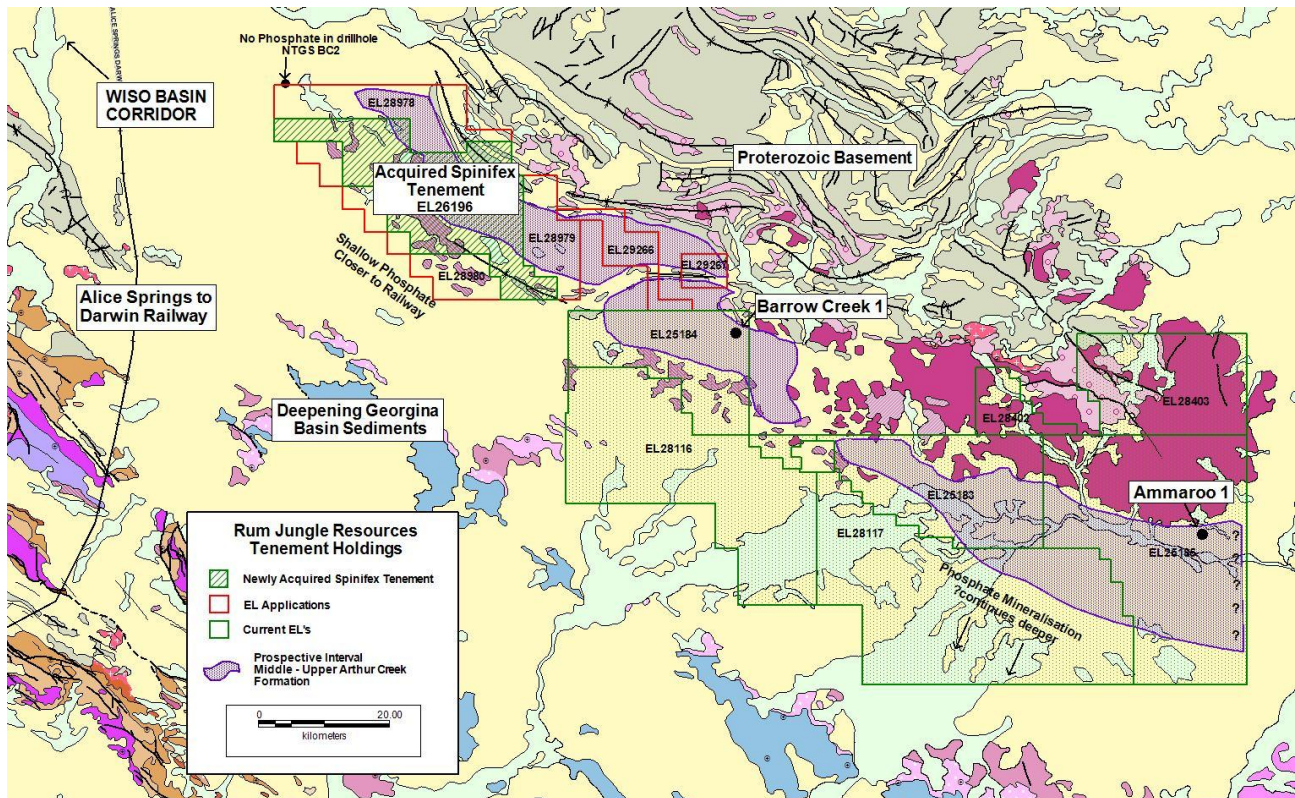 ALICE SPRINGS DARW
No Phosphate in drillhole
NTGS BC2
WISO BASIN
CORRIDOR
EL28978
Proterozoic Basement
Acquired Spinifex
Tenement
EL26196
EL28979
EL29266
EL29267
Shallow Phosphate
Closer to Railway
EL28980
Alice Springs to
Darwin Railway
Barrow Creek 1
EL25184
Deepening Georgina
Basin Sediments
EL28403
EL28402
EL28116
EL25183
Ammaroo 1
EL28117
EL25185
?
?
?
?
?
Phosphate Mineralisation
?continues deeper
Rum Jungle Resources
Tenement Holdings
Newly Acquired Spinifex Tenement
EL Applications
Current EL's
Prospective Interval
Middle - Upper Arthur Creek
Formation
0 20.00
kilometers